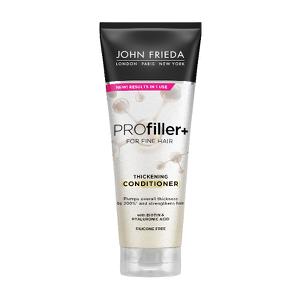 JOHN FRIEDA
LONDON PARIS NEW YORK
NEW! RESULTS IN 1 USE
PROfiller+
FOR FINE HAIR
THICKENING
CONDITIONER
Plumps overall thickness
by 200%* and strengthens hair
with BIOTIN &
HYALURONIC ACID
SILICONE FREE